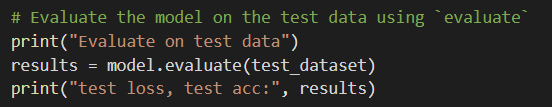 # Evaluate the model on the test data using `evaluate`
print("Evaluate on test data")
results = model.evaluate(test_dataset)
print("test loss, test acc:", results)